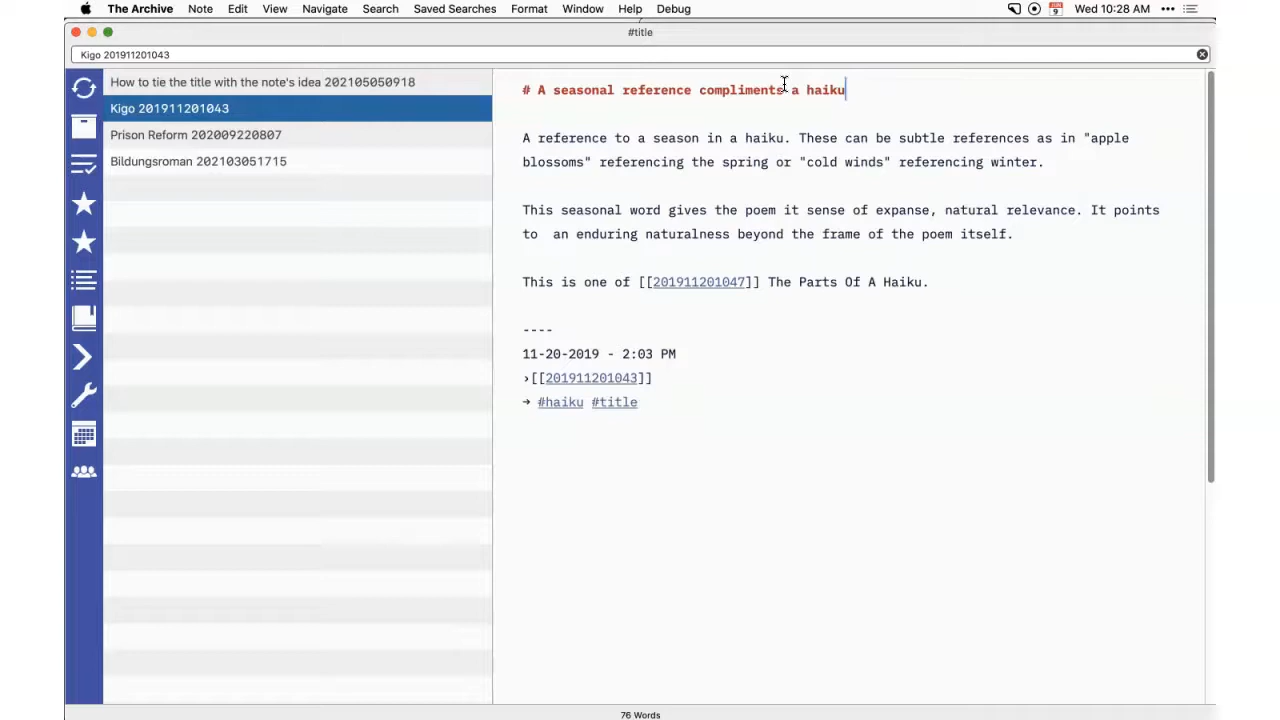 The Archive Note Edit View Navigate Search Saved Searches Format Window Help Debug 9 Wed 10:28 AM
#title
Kigo 201911201043
How to tie the title with the note's idea 202105050918
Kigo 201911201043
Prison Reform 202009220807
Bildungsroman 202103051715
# A seasonal reference compliments a haiku
A reference to a season in a haiku. These can be subtle references as in "apple
blossoms" referencing the spring or "cold winds" referencing winter.
This seasonal word gives the poem it sense of expanse, natural relevance. It points
to  an enduring naturalness beyond the frame of the poem itself.
This is one of [[201911201047]] The Parts Of A Haiku.
----
11-20-2019 - 2:03 PM
›[[201911201043]]
→ #haiku #title
76 Words